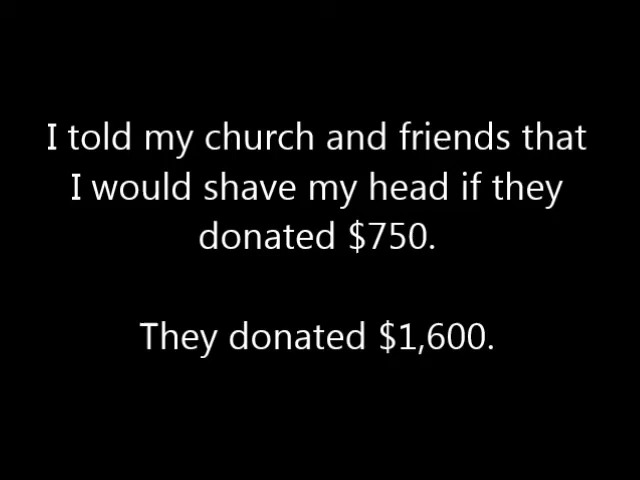 I told my church and friends that
I would shave my head if they
donated $750.
They donated $1,600.